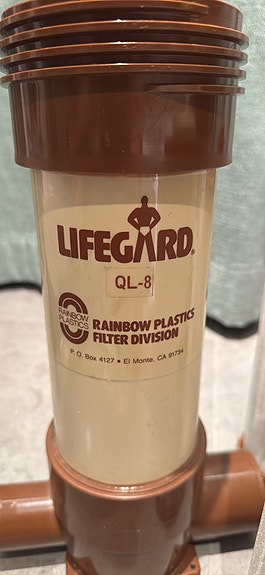 LIFEGARD®
QL-8
RAINBOW PLASTICS
RAINBOW PLASTICS
FILTER DIVISION
P.O. Box 4127 • El Monte, CA 91734